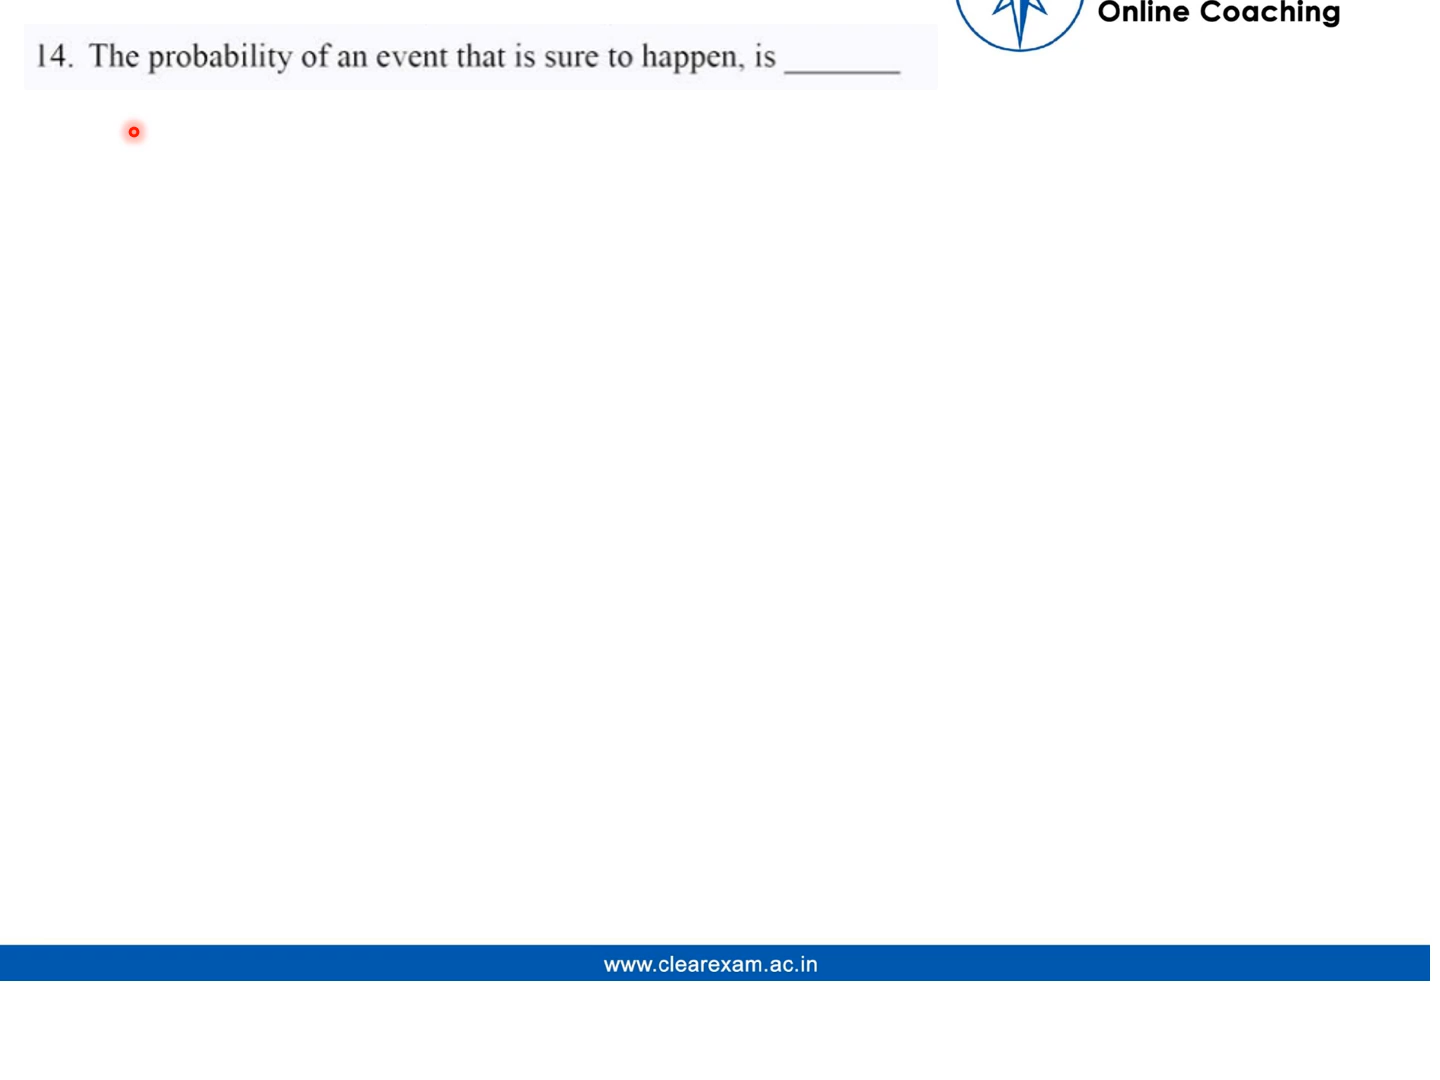 Online Coaching
14. The probability of an event that is sure to happen, is ________
www.clearexam.ac.in